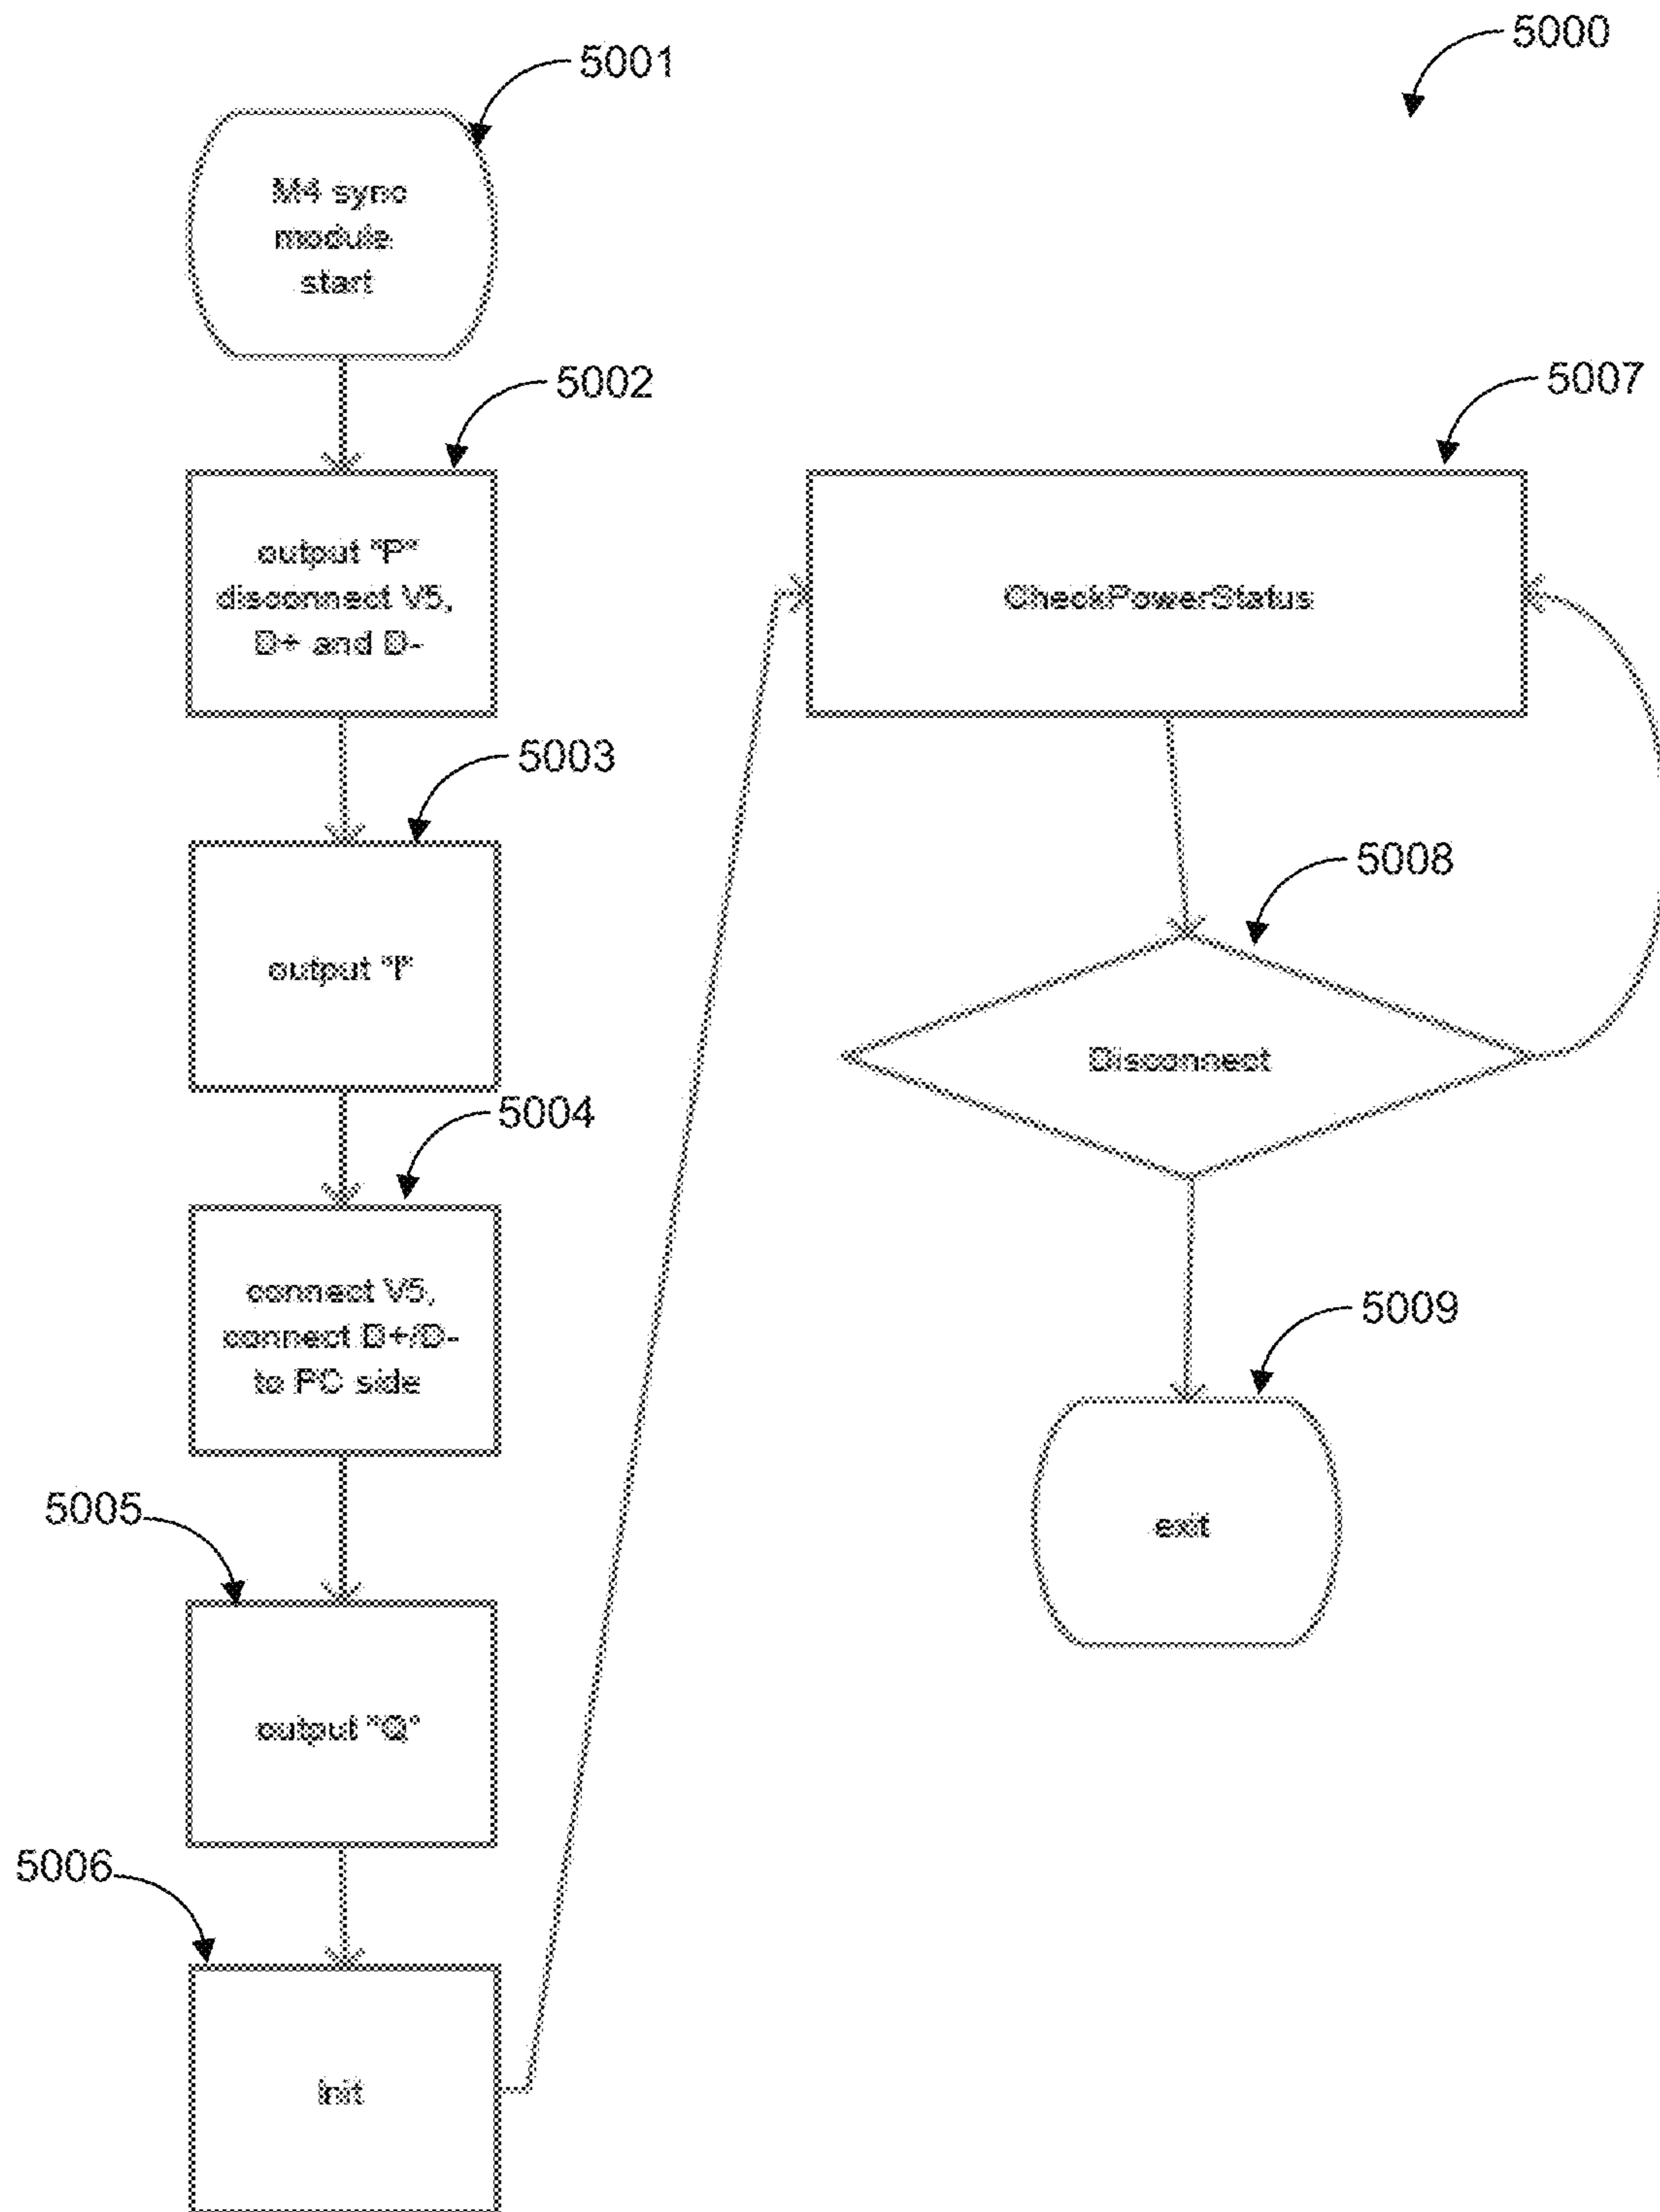 5000
5001
M4 sync
module
start
5002
output "P"
disconnect V5,
D+ and D-
5003
output "I"
5004
connect V5,
connect D+/D-
to PC side
5005
output "Q"
5006
Init
5007
CheckPowerStatus
5008
Disconnect
5009
exit